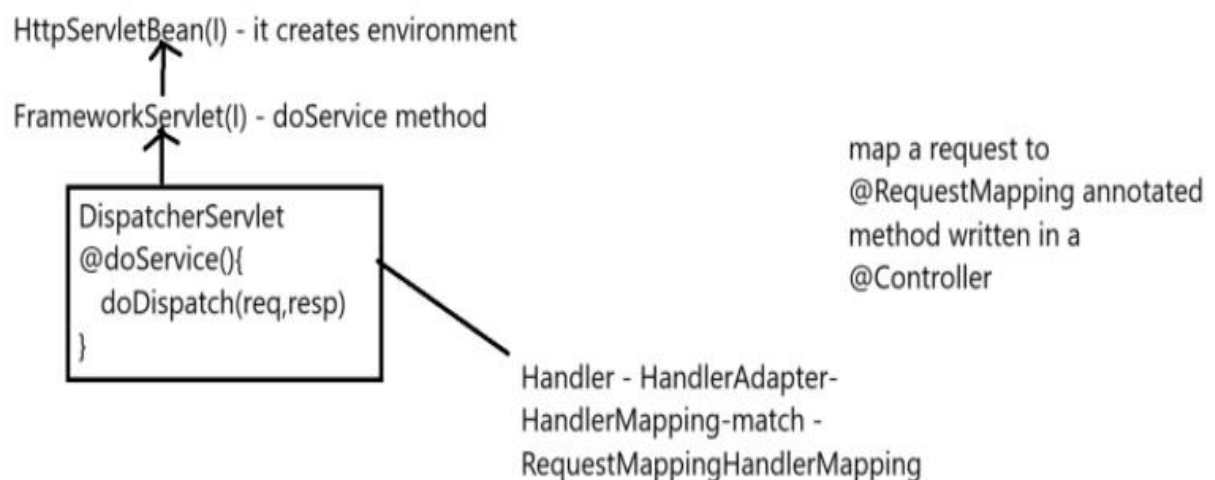 HttpServletBean(I) - it creates environment
FrameworkServlet(I) - doService method
DispatcherServlet
@doService(){
doDispatch(req,resp)
}
map a request to
@RequestMapping annotated
method written in a
@Controller
Handler - HandlerAdapter-
HandlerMapping-match -
RequestMappingHandlerMapping